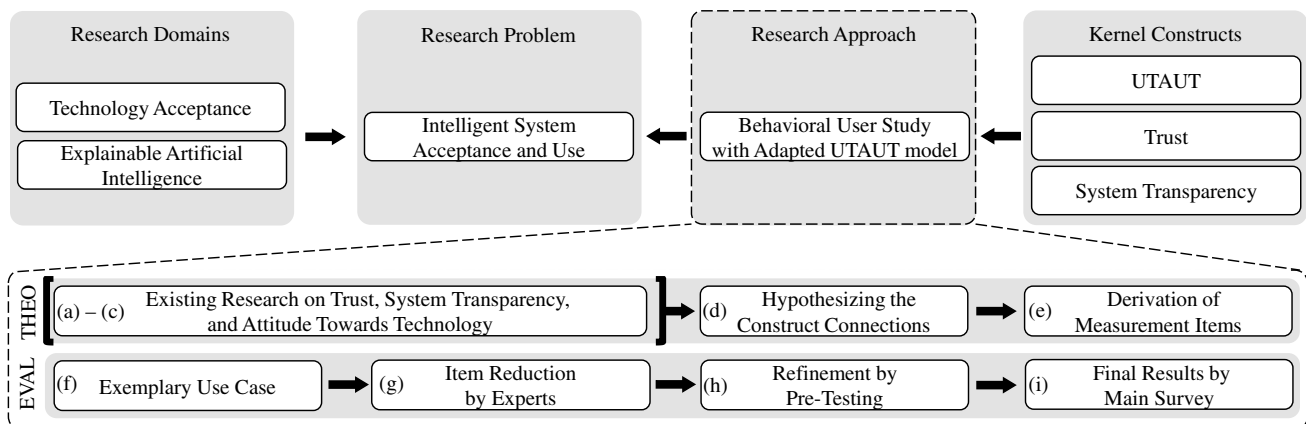 Research Domains
Technology Acceptance
Explainable Artificial
Intelligence
Research Problem
Intelligent System
Acceptance and Use
Research Approach
Behavioral User Study
with Adapted UTAUT model
Kernel Constructs
UTAUT
Trust
System Transparency
THEO
(a) – (c)
Existing Research on Trust, System Transparency,
and Attitude Towards Technology
(d)
Hypothesizing the
Construct Connections
(e)
Derivation of
Measurement Items
EVAL
(f)
Exemplary Use Case
(g)
Item Reduction
by Experts
(h)
Refinement by
Pre-Testing
(i)
Final Results by
Main Survey